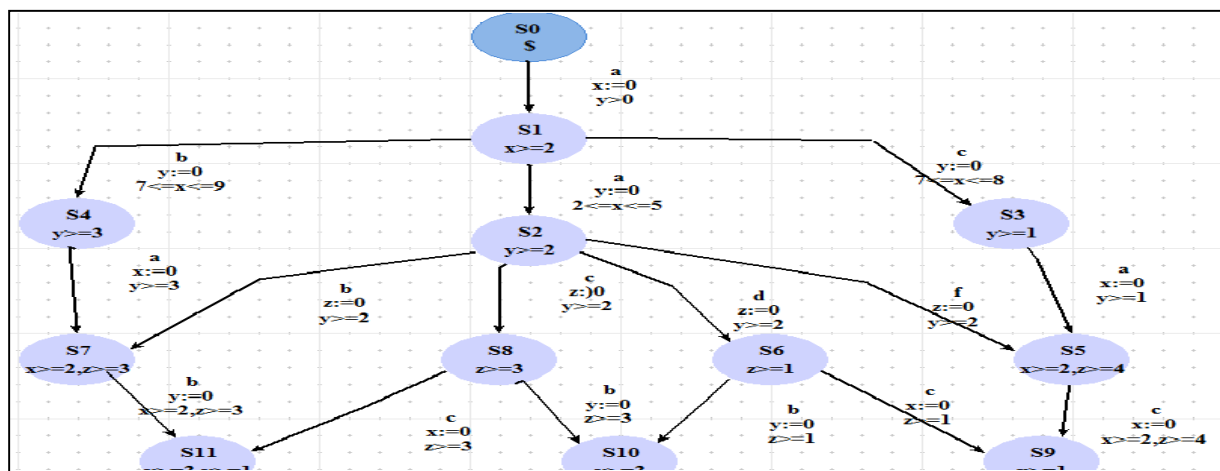 S0
$
a
x:=0
y>0
S1
x>=2
b
y:=0
7<=x<=9
a
y:=0
2<=x<=5
c
y:=0
7<=x<=8
S4
y>=3
S2
y>=2
S3
y>=1
a
x:=0
y>=3
b
z:=0
y>=2
c
z:)0
y>=2
d
z:=0
y>=2
f
z:=0
y>=2
a
x:=0
y>=1
S7
x>=2,z>=3
S8
z>=3
S6
z>=1
S5
x>=2,z>=4
b
y:=0
x>=2,z>=3
c
x:=0
z>=3
b
y:=0
z>=3
b
y:=0
z>=1
c
x:=0
z>=1
c
x:=0
x>=2,z>=4
S11
S10
S9